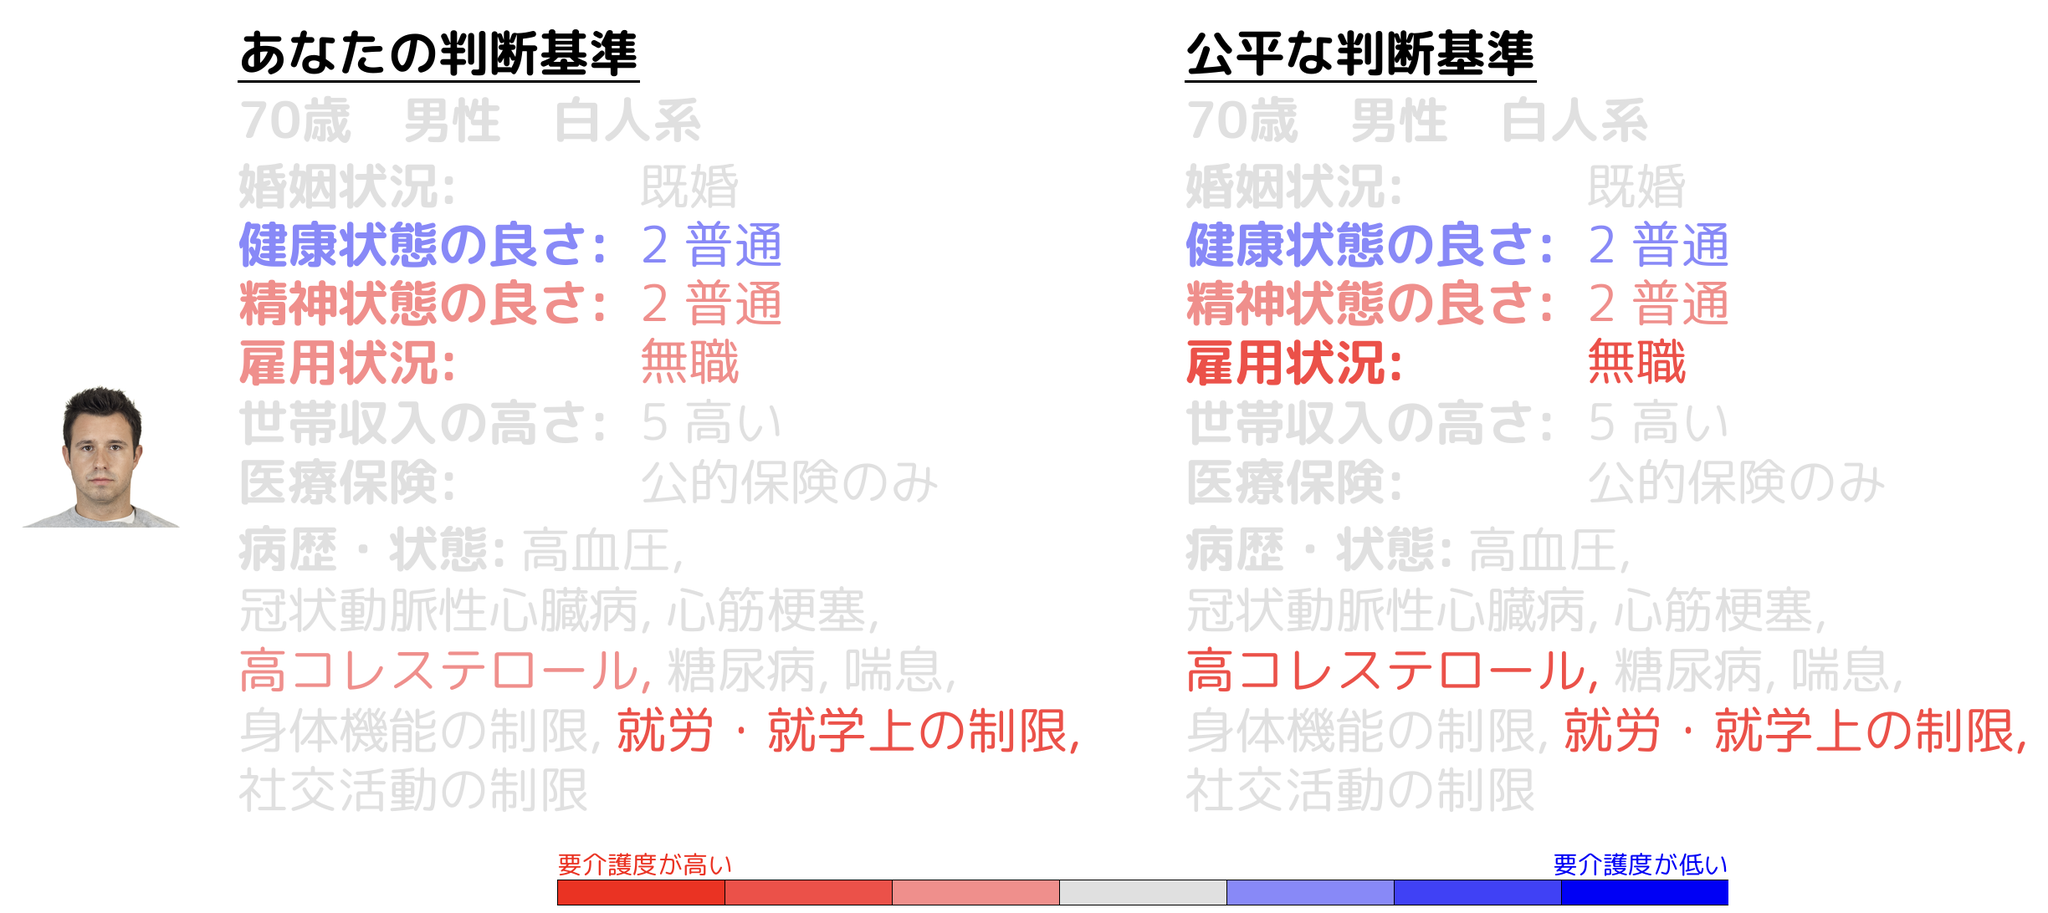 あなたの判断基準
70歳 男性 白人系
婚姻状況: 既婚
健康状態の良さ: 2 普通
精神状態の良さ: 2 普通
雇用状況: 無職
世帯収入の高さ: 5 高い
医療保険: 公的保険のみ
病歴・状態: 高血圧,
冠状動脈性心臓病, 心筋梗塞,
高コレステロール, 糖尿病, 喘息,
身体機能の制限, 就労・就学上の制限,
社交活動の制限
公平な判断基準
70歳 男性 白人系
婚姻状況: 既婚
健康状態の良さ: 2 普通
精神状態の良さ: 2 普通
雇用状況: 無職
世帯収入の高さ: 5 高い
医療保険: 公的保険のみ
病歴・状態: 高血圧,
冠状動脈性心臓病, 心筋梗塞,
高コレステロール, 糖尿病, 喘息,
身体機能の制限, 就労・就学上の制限,
社交活動の制限
要介護度が高い 要介護度が低い